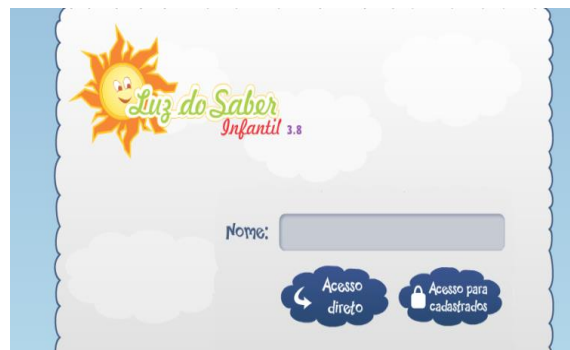 Luz do Saber
Infantil 3.8
Nome:
Acesso
direto
Acesso para
cadastrados